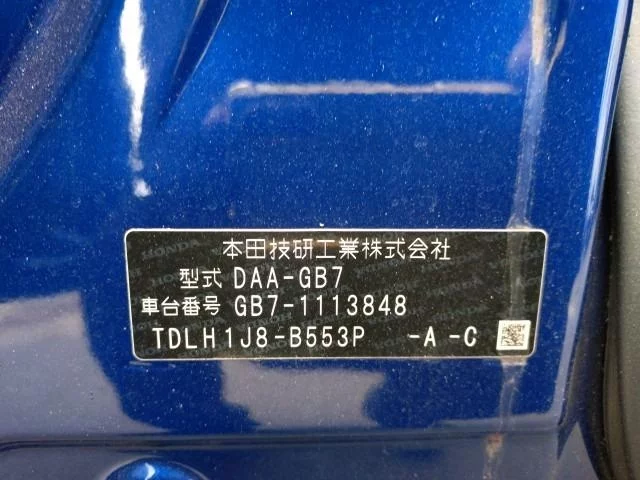 本田技研工業株式会社
型式 DAA-GB7
車台番号 GB7-1113848
TDLH1J8-B553P -A -C